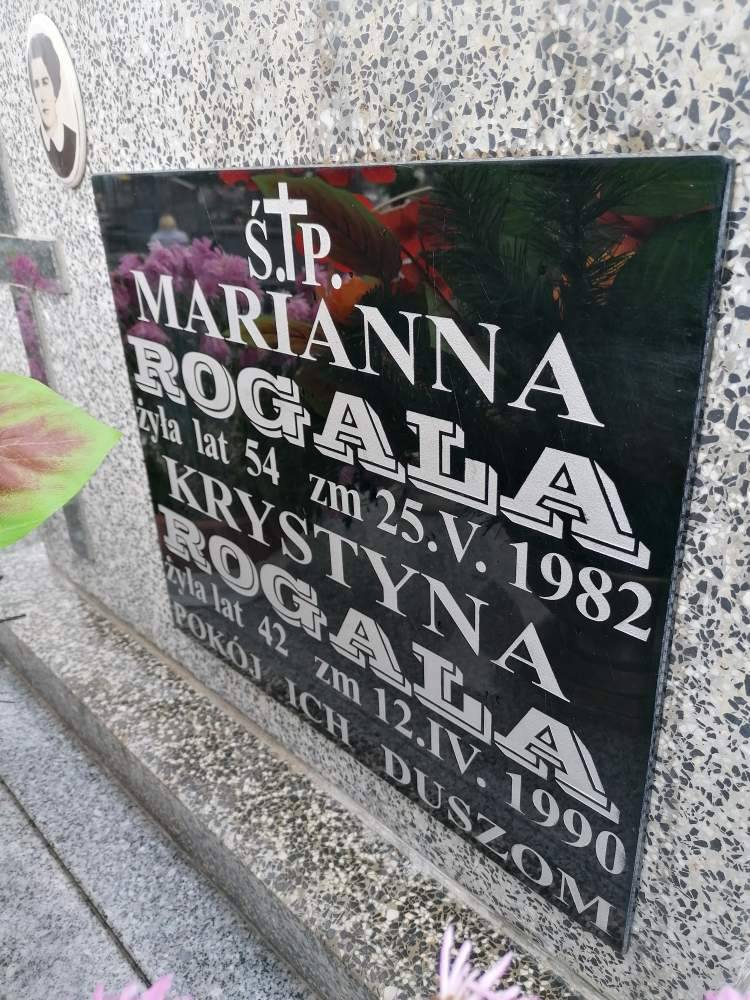 Ś.†P.
MARIANNA
ROGALA
żyła lat 54 zm 25.V. 1982
KRYSTYNA
ROGALA
żyła lat 42 zm 12.IV. 1990
POKÓJ ICH DUSZOM